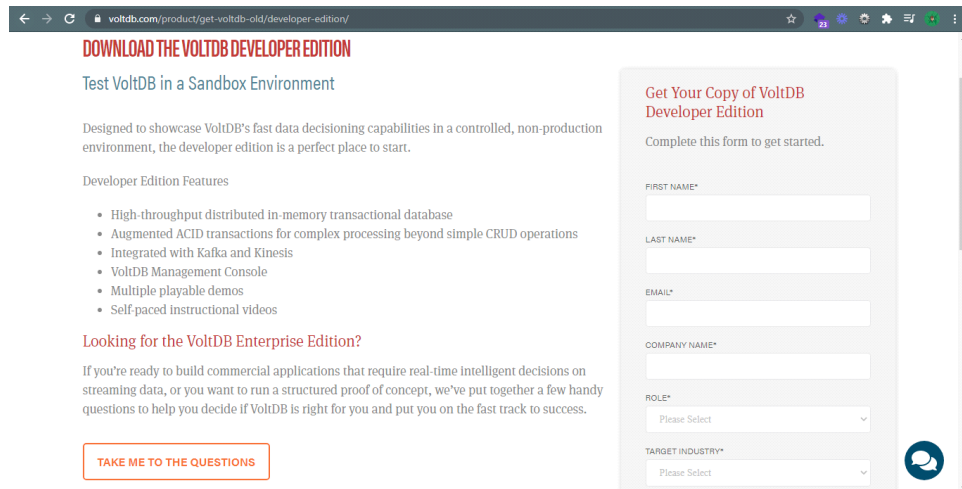 voltdb.com/product/get-voltdb-old/developer-edition/
23
DOWNLOAD THE VOLTDB DEVELOPER EDITION
Test VoltDB in a Sandbox Environment
Designed to showcase VoltDB's fast data decisioning capabilities in a controlled, non-production
environment, the developer edition is a perfect place to start.
Developer Edition Features
• High-throughput distributed in-memory transactional database
• Augmented ACID transactions for complex processing beyond simple CRUD operations
• Integrated with Kafka and Kinesis
• VoltDB Management Console
• Multiple playable demos
• Self-paced instructional videos
Looking for the VoltDB Enterprise Edition?
If you're ready to build commercial applications that require real-time intelligent decisions on
streaming data, or you want to run a structured proof of concept, we've put together a few handy
questions to help you decide if VoltDB is right for you and put you on the fast track to success.
TAKE ME TO THE QUESTIONS
Get Your Copy of VoltDB
Developer Edition
Complete this form to get started.
FIRST NAME*
LAST NAME*
EMAIL*
COMPANY NAME*
ROLE*
Please Select
TARGET INDUSTRY*
Please Select